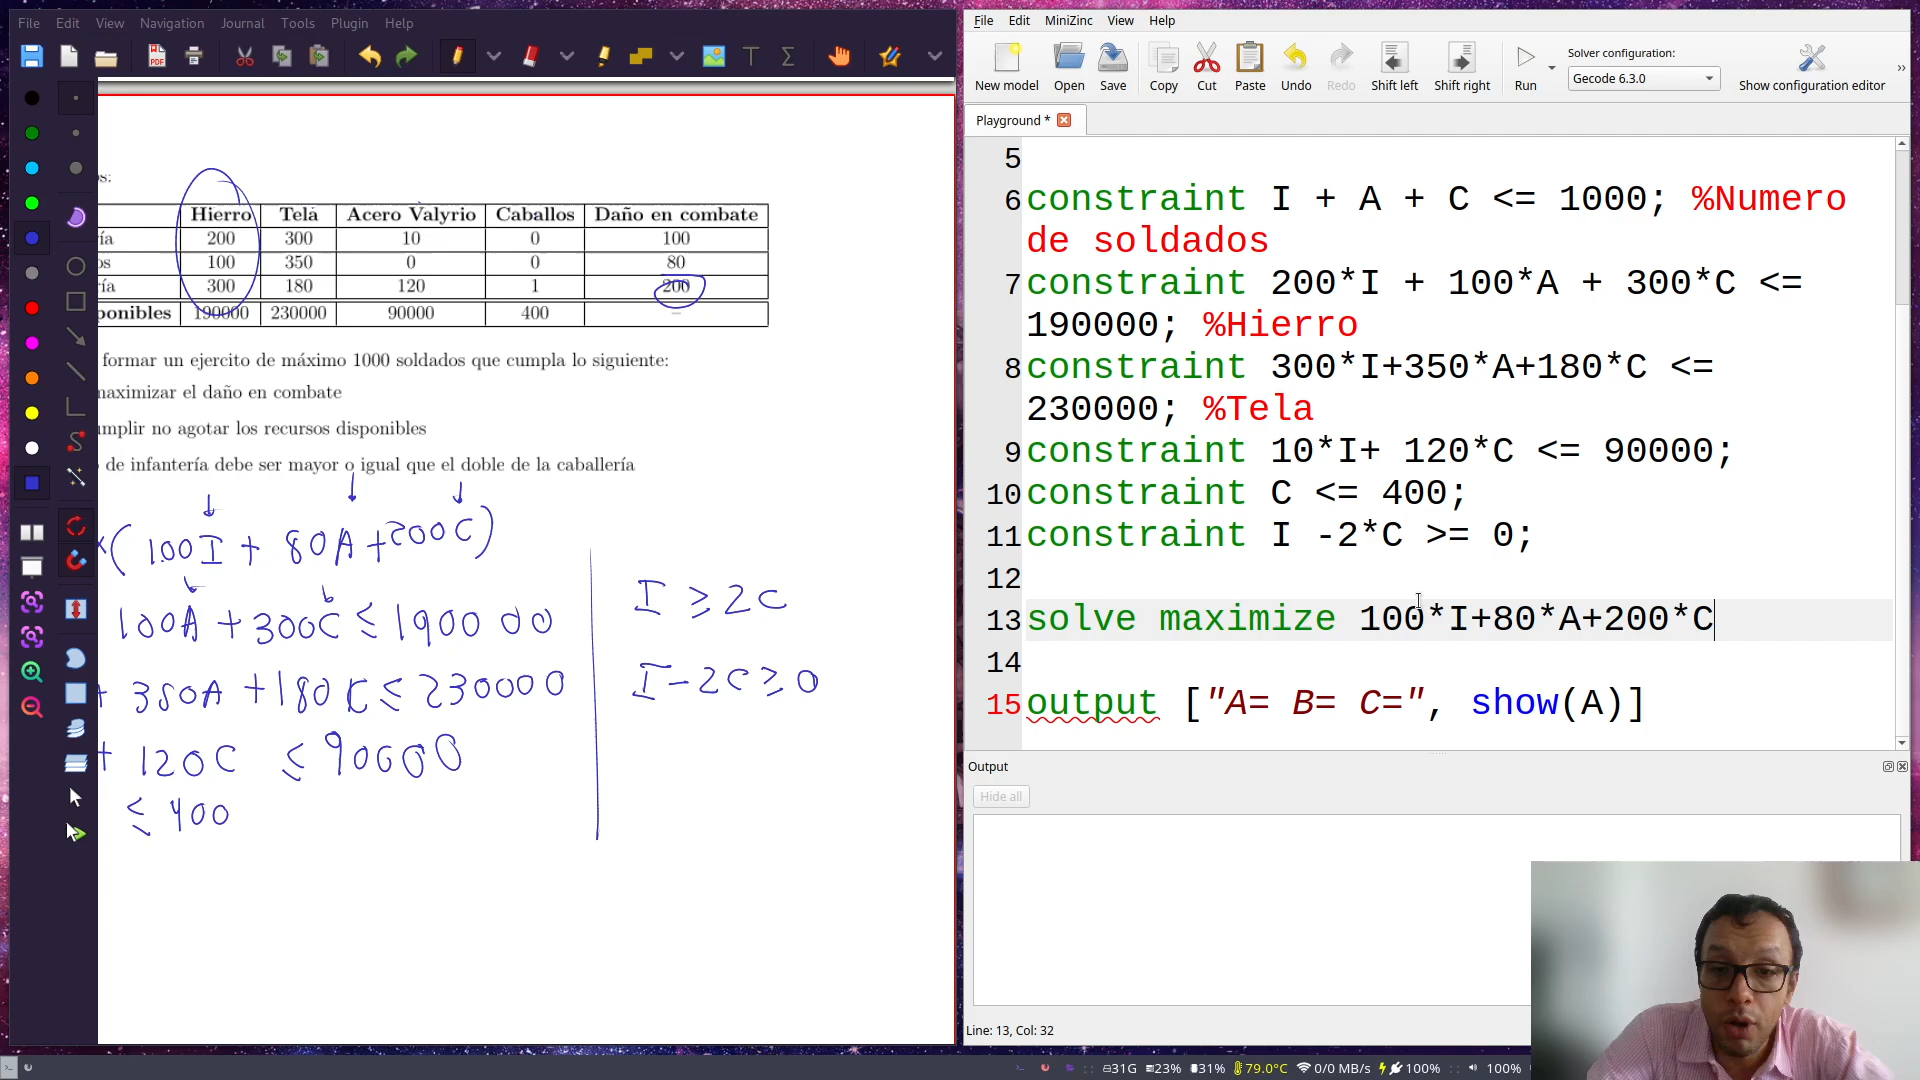 File Edit View Navigation Journal Tools Plugin Help
os:
Hierro Tela Acero Valyrio Caballos Daño en combate
ía 200 300 10 0 100
os 100 350 0 0 80
ía 300 180 120 1 200
ponibles 190000 230000 90000 400 –
formar un ejercito de máximo 1000 soldados que cumpla lo siguiente:
maximizar el daño en combate
umplir no agotar los recursos disponibles
de infantería debe ser mayor o igual que el doble de la caballería
x(100I + 80A + 200C)
100A + 300C ≤ 190000
+ 350A + 180C ≤ 230000
+ 120C ≤ 90000
≤ 400
I ≥ 2C
I - 2C ≥ 0
File Edit MiniZinc View Help
New model Open Save Copy Cut Paste Undo Redo Shift left Shift right Run
Solver configuration:
Gecode 6.3.0
Show configuration editor
Playground *
5
6 constraint I + A + C <= 1000; %Numero
de soldados
7 constraint 200*I + 100*A + 300*C <=
190000; %Hierro
8 constraint 300*I+350*A+180*C <=
230000; %Tela
9 constraint 10*I+ 120*C <= 90000;
10 constraint C <= 400;
11 constraint I -2*C >= 0;
12
13 solve maximize 100*I+80*A+200*C
14
15 output ["A= B= C=", show(A)]
Output
Hide all
Line: 13, Col: 32
31G 23% 31% 79.0°C 0/0 MB/s 100% 100%